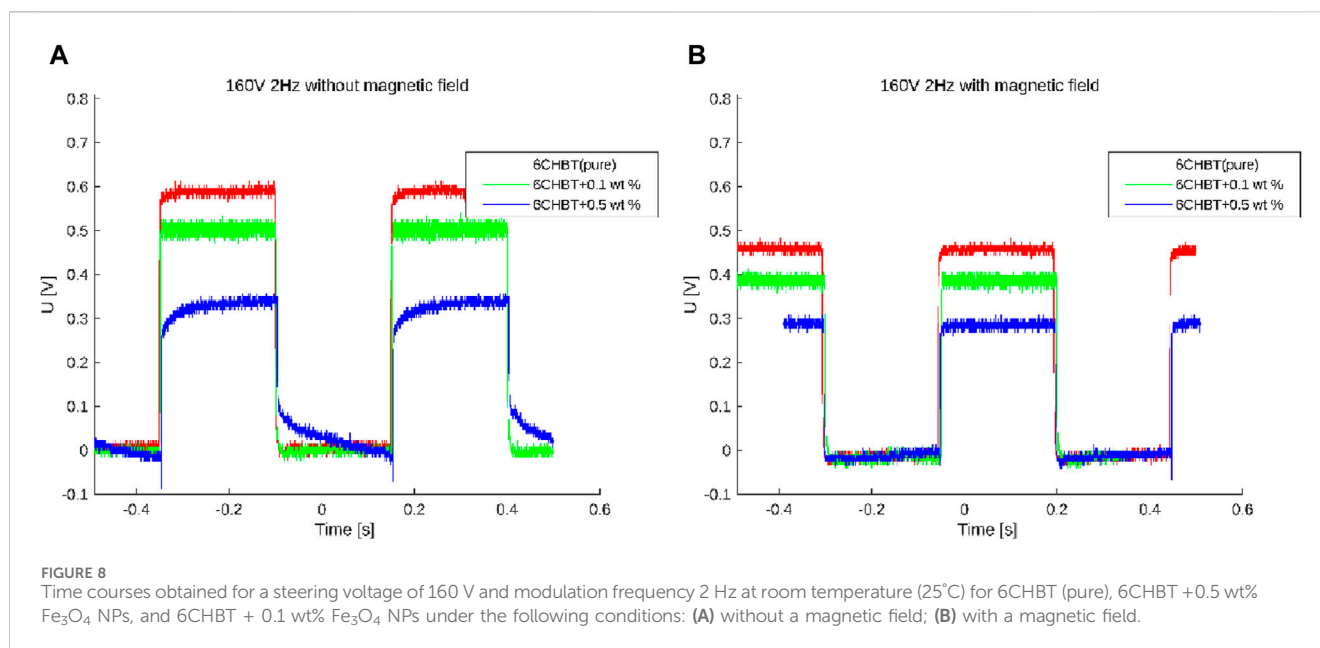 A
160V 2Hz without magnetic field
0.8
0.7
0.6
0.5
0.4
0.3
0.2
0.1
0
-0.1
U [V]
6CHBT(pure)
6CHBT+0.1 wt %
6CHBT+0.5 wt %
-0.4 -0.2 0 0.2 0.4 0.6
Time [s]
B
160V 2Hz with magnetic field
0.8
0.7
0.6
0.5
0.4
0.3
0.2
0.1
0
-0.1
U [V]
6CHBT(pure)
6CHBT+0.1 wt %
6CHBT+0.5 wt %
-0.4 -0.2 0 0.2 0.4 0.6
Time [s]
FIGURE 8
Time courses obtained for a steering voltage of 160 V and modulation frequency 2 Hz at room temperature (25°C) for 6CHBT (pure), 6CHBT +0.5 wt%
Fe₃O₄ NPs, and 6CHBT + 0.1 wt% Fe₃O₄ NPs under the following conditions: (A) without a magnetic field; (B) with a magnetic field.